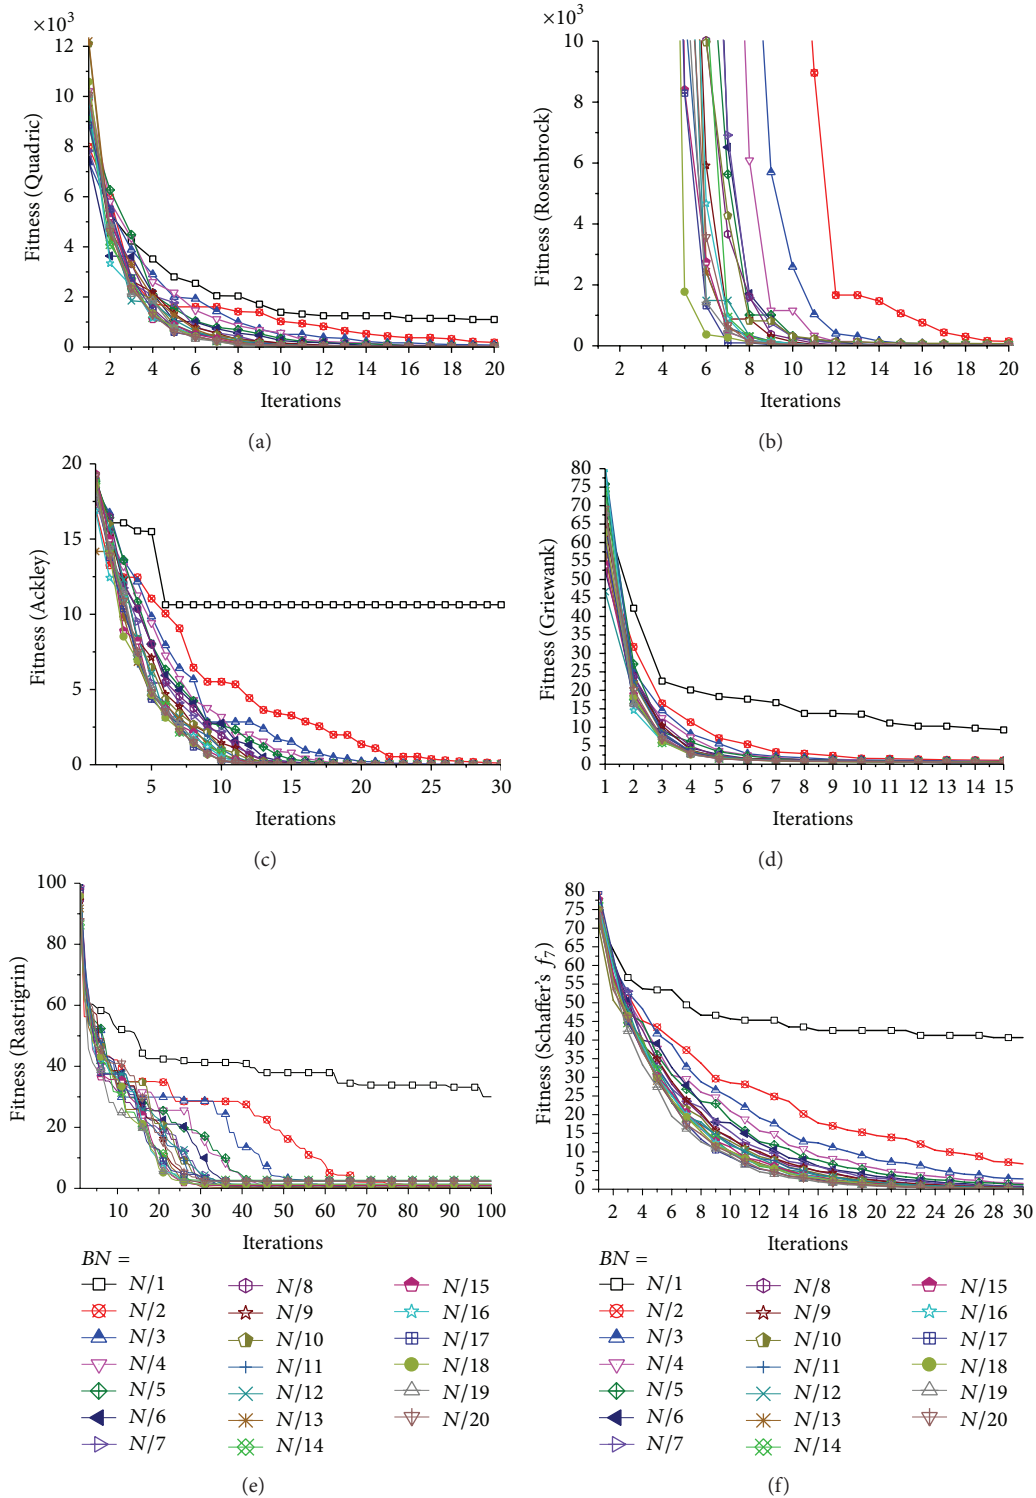 ×10³
12
10
8
6
4
2
0
Fitness (Quadric)
2 4 6 8 10 12 14 16 18 20
Iterations
(a)
×10³
10
8
6
4
2
0
Fitness (Rosenbrock)
2 4 6 8 10 12 14 16 18 20
Iterations
(b)
20
15
10
5
0
Fitness (Ackley)
5 10 15 20 25 30
Iterations
(c)
80
75
70
65
60
55
50
45
40
35
30
25
20
15
10
5
0
Fitness (Griewank)
1 2 3 4 5 6 7 8 9 10 11 12 13 14 15
Iterations
(d)
100
80
60
40
20
0
Fitness (Rastrigrin)
10 20 30 40 50 60 70 80 90 100
Iterations
BN =
N/1
N/2
N/3
N/4
N/5
N/6
N/7
N/8
N/9
N/10
N/11
N/12
N/13
N/14
N/15
N/16
N/17
N/18
N/19
N/20
(e)
80
75
70
65
60
55
50
45
40
35
30
25
20
15
10
5
0
Fitness (Schaffer's f₇)
2 4 6 8 10 12 14 16 18 20 22 24 26 28 30
Iterations
BN =
N/1
N/2
N/3
N/4
N/5
N/6
N/7
N/8
N/9
N/10
N/11
N/12
N/13
N/14
N/15
N/16
N/17
N/18
N/19
N/20
(f)